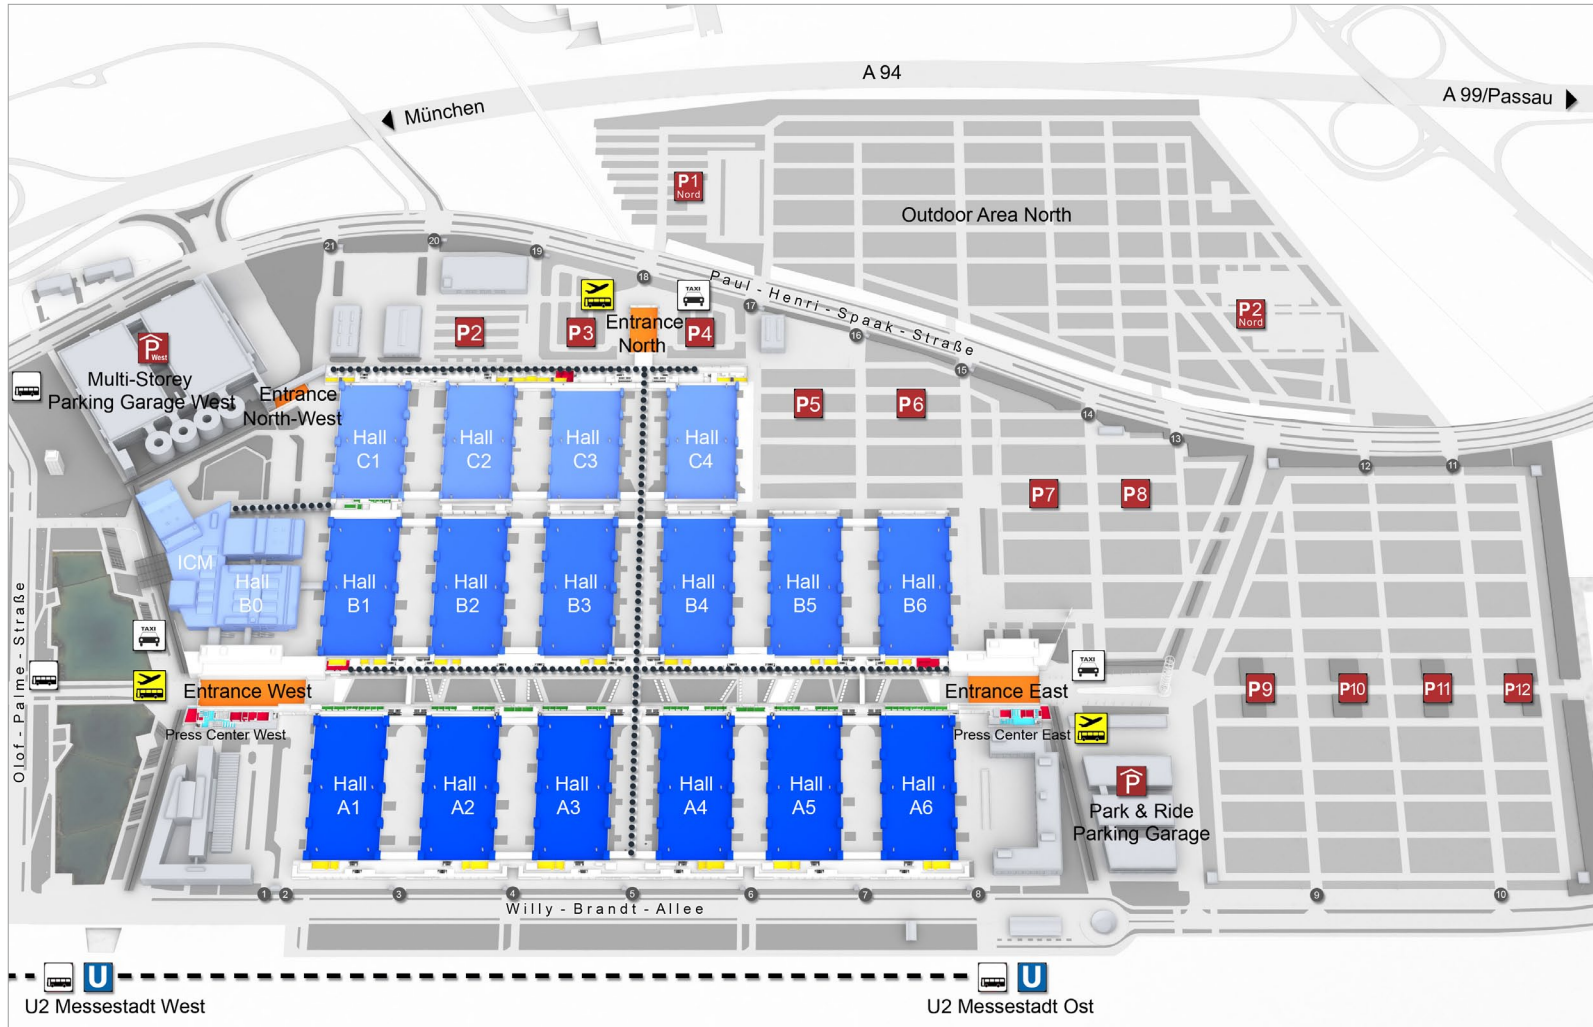 A 94
A 99/Passau
München
P1
Nord
Outdoor Area North
21
20
19
18
17
16
15
14
13
12
11
Paul-Henri-Spaak-Straße
TAXI
P2
Nord
P2
P3
Entrance
North
P4
P
West
Multi-Storey
Parking Garage West
Entrance
North-West
P5
P6
Hall
C1
Hall
C2
Hall
C3
Hall
C4
P7
P8
ICM
Hall
B0
Hall
B1
Hall
B2
Hall
B3
Hall
B4
Hall
B5
Hall
B6
Olof-Palme-Straße
TAXI
TAXI
Entrance West
Entrance East
P9
P10
P11
P12
Press Center West
Press Center East
Hall
A1
Hall
A2
Hall
A3
Hall
A4
Hall
A5
Hall
A6
P
Park & Ride
Parking Garage
1
2
3
4
5
6
7
8
9
10
Willy-Brandt-Allee
U
U
U2 Messestadt West
U2 Messestadt Ost